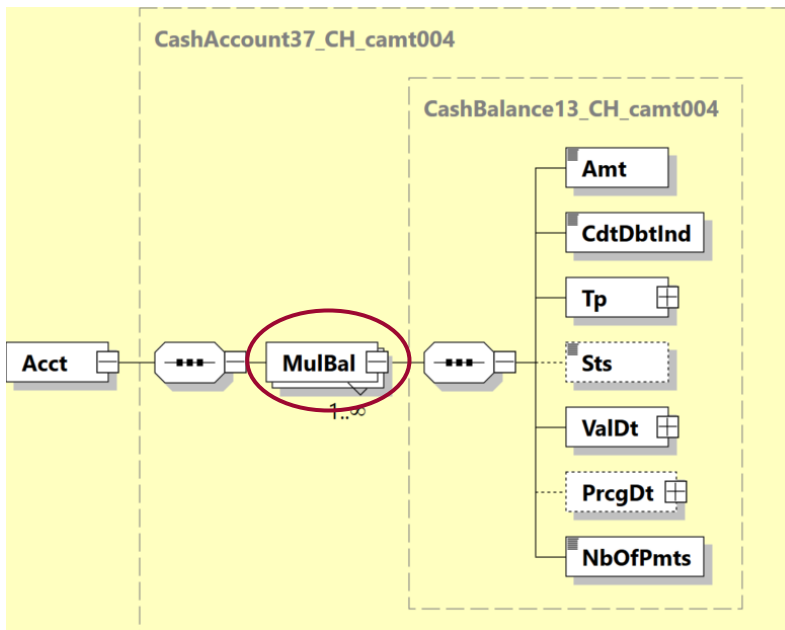 CashAccount37_CH_camt004
CashBalance13_CH_camt004
Amt
CdtDbtInd
Tp
Acct
MulBal
1..∞
Sts
ValDt
PrcgDt
NbOfPmts